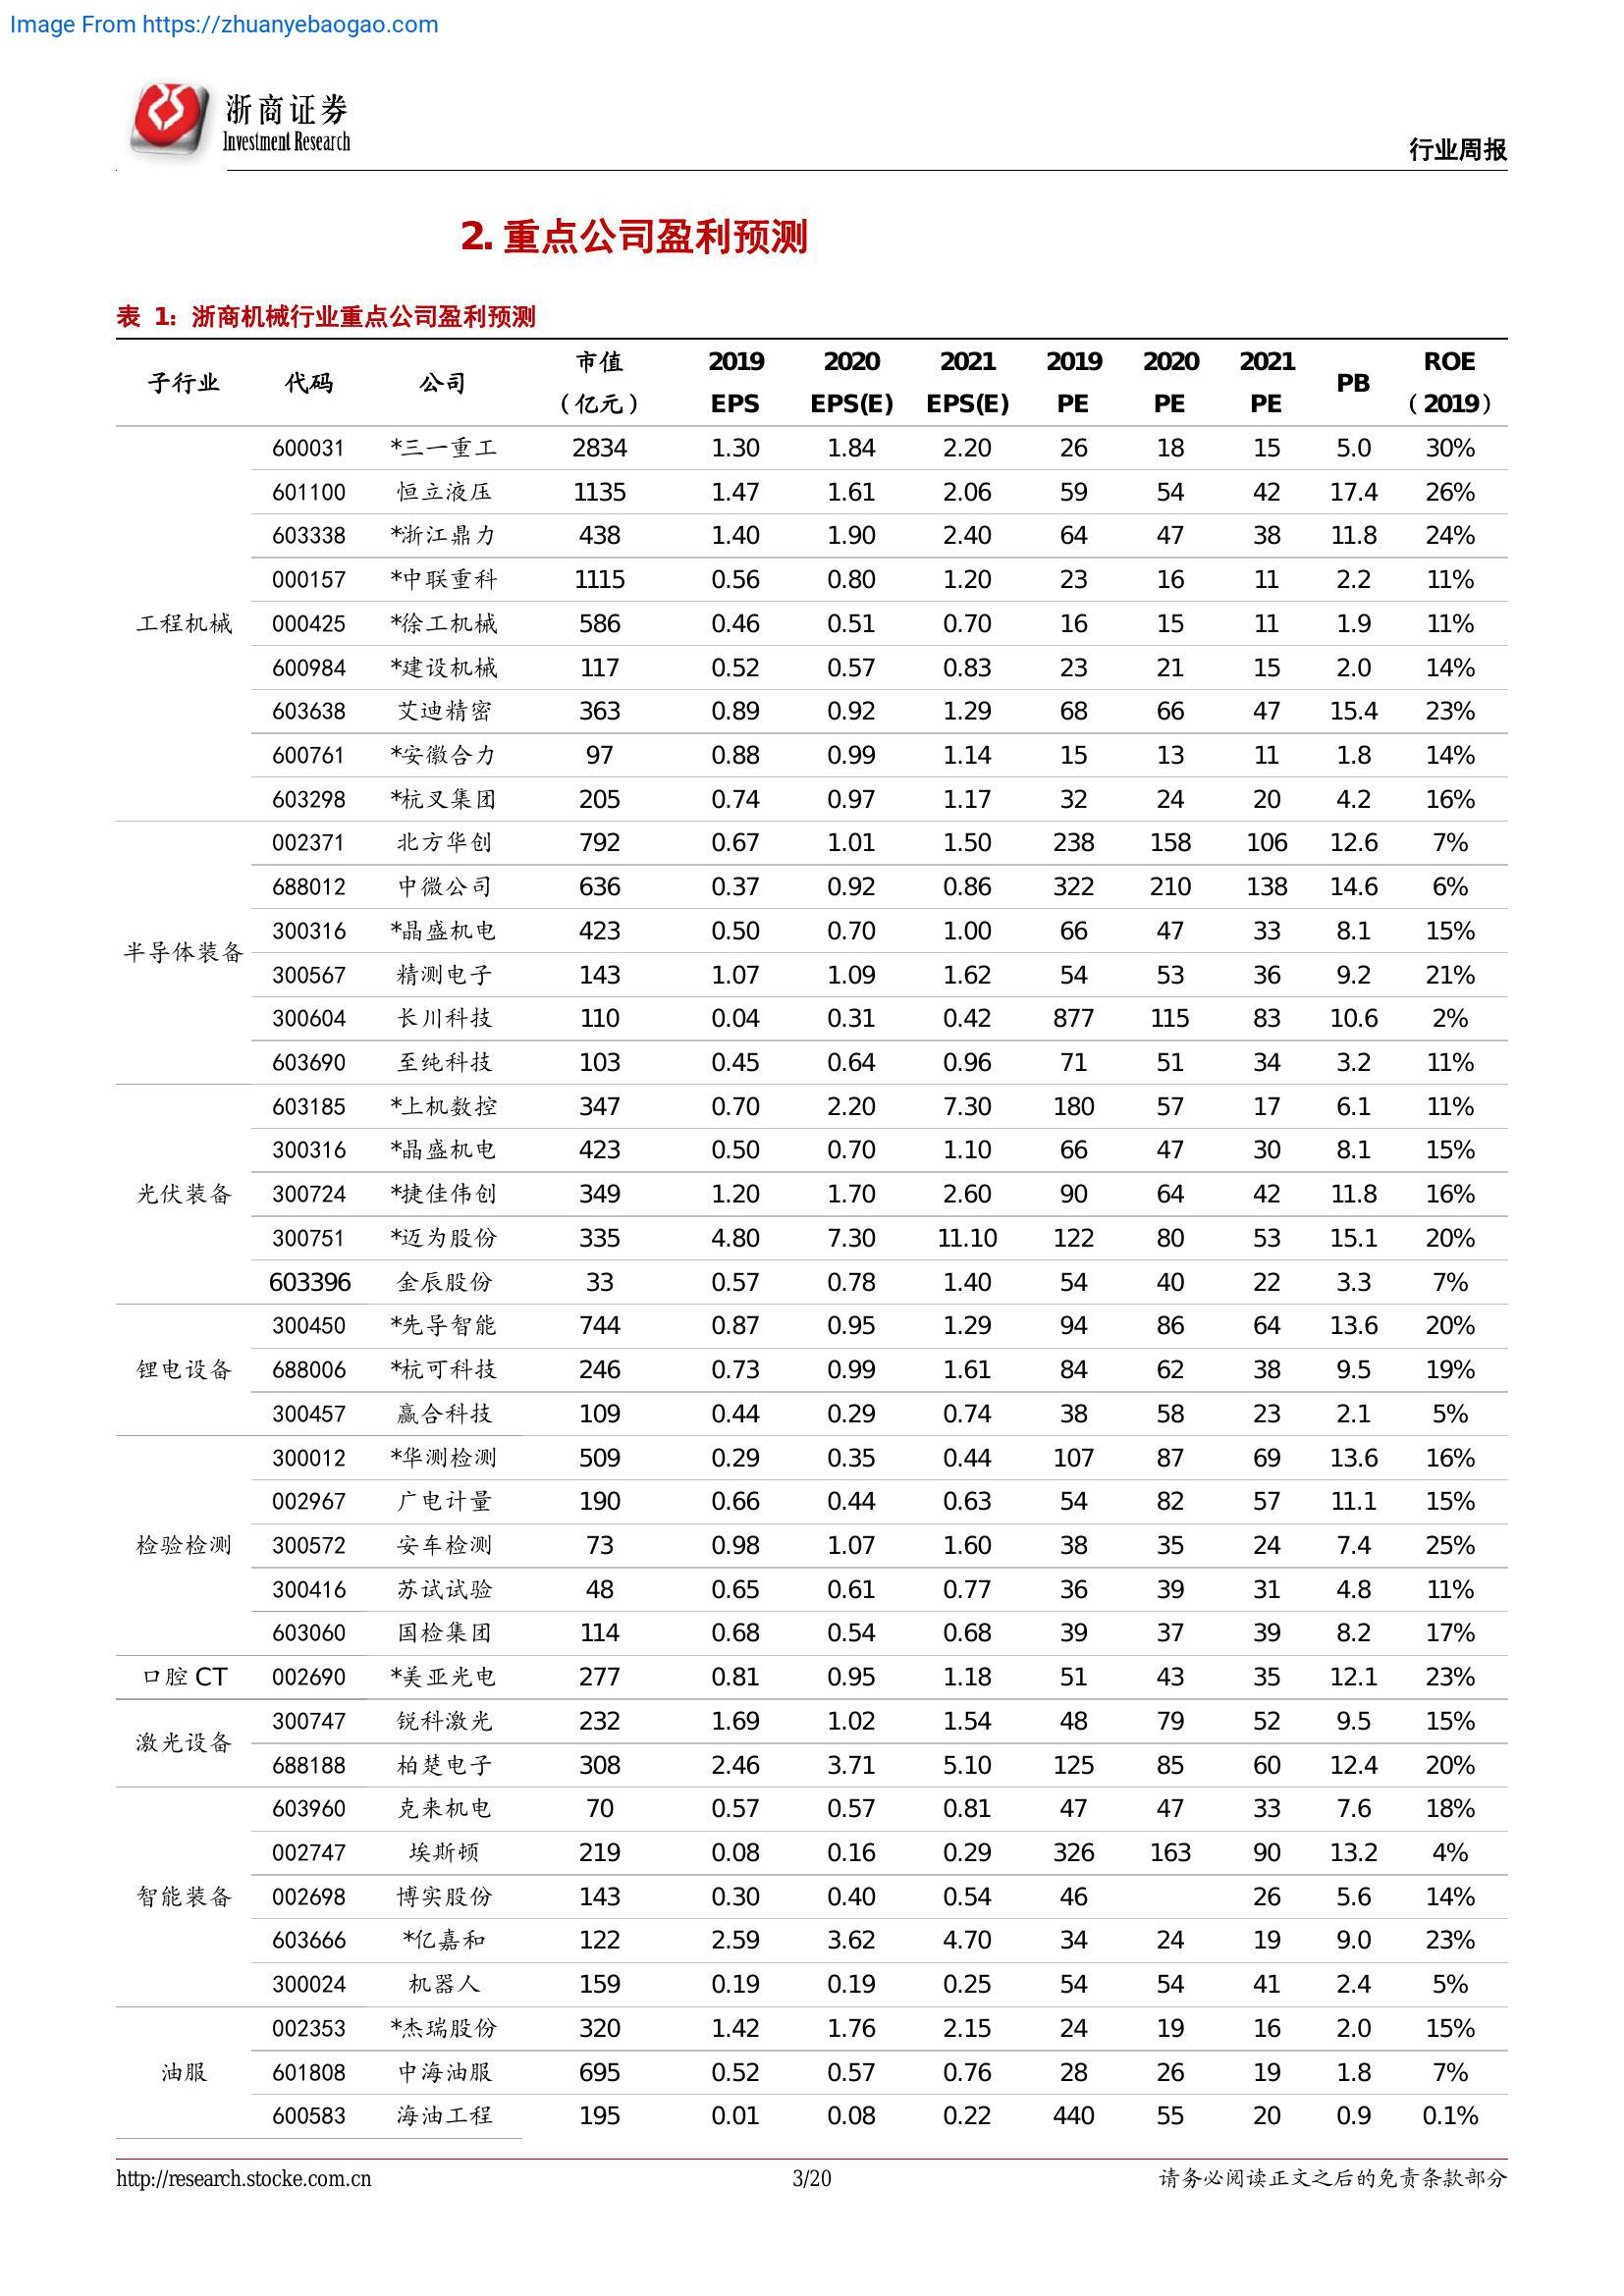 Image From https://zhuanyebaogao.com
浙商证券
Investment Research
行业周报
2. 重点公司盈利预测
表 1: 浙商机械行业重点公司盈利预测
子行业 代码 公司 市值（亿元） 2019 EPS 2020 EPS(E) 2021 EPS(E) 2019 PE 2020 PE 2021 PE PB ROE（2019）
工程机械 600031 *三一重工 2834 1.30 1.84 2.20 26 18 15 5.0 30%
601100 恒立液压 1135 1.47 1.61 2.06 59 54 42 17.4 26%
603338 *浙江鼎力 438 1.40 1.90 2.40 64 47 38 11.8 24%
000157 *中联重科 1115 0.56 0.80 1.20 23 16 11 2.2 11%
000425 *徐工机械 586 0.46 0.51 0.70 16 15 11 1.9 11%
600984 *建设机械 117 0.52 0.57 0.83 23 21 15 2.0 14%
603638 艾迪精密 363 0.89 0.92 1.29 68 66 47 15.4 23%
600761 *安徽合力 97 0.88 0.99 1.14 15 13 11 1.8 14%
603298 *杭叉集团 205 0.74 0.97 1.17 32 24 20 4.2 16%
半导体装备 002371 北方华创 792 0.67 1.01 1.50 238 158 106 12.6 7%
688012 中微公司 636 0.37 0.92 0.86 322 210 138 14.6 6%
300316 *晶盛机电 423 0.50 0.70 1.00 66 47 33 8.1 15%
300567 精测电子 143 1.07 1.09 1.62 54 53 36 9.2 21%
300604 长川科技 110 0.04 0.31 0.42 877 115 83 10.6 2%
603690 至纯科技 103 0.45 0.64 0.96 71 51 34 3.2 11%
光伏装备 603185 *上机数控 347 0.70 2.20 7.30 180 57 17 6.1 11%
300316 *晶盛机电 423 0.50 0.70 1.10 66 47 30 8.1 15%
300724 *捷佳伟创 349 1.20 1.70 2.60 90 64 42 11.8 16%
300751 *迈为股份 335 4.80 7.30 11.10 122 80 53 15.1 20%
603396 金辰股份 33 0.57 0.78 1.40 54 40 22 3.3 7%
锂电设备 300450 *先导智能 744 0.87 0.95 1.29 94 86 64 13.6 20%
688006 *杭可科技 246 0.73 0.99 1.61 84 62 38 9.5 19%
300457 赢合科技 109 0.44 0.29 0.74 38 58 23 2.1 5%
检验检测 300012 *华测检测 509 0.29 0.35 0.44 107 87 69 13.6 16%
002967 广电计量 190 0.66 0.44 0.63 54 82 57 11.1 15%
300572 安车检测 73 0.98 1.07 1.60 38 35 24 7.4 25%
300416 苏试试验 48 0.65 0.61 0.77 36 39 31 4.8 11%
603060 国检集团 114 0.68 0.54 0.68 39 37 39 8.2 17%
口腔 CT 002690 *美亚光电 277 0.81 0.95 1.18 51 43 35 12.1 23%
激光设备 300747 锐科激光 232 1.69 1.02 1.54 48 79 52 9.5 15%
688188 柏楚电子 308 2.46 3.71 5.10 125 85 60 12.4 20%
智能装备 603960 克来机电 70 0.57 0.57 0.81 47 47 33 7.6 18%
002747 埃斯顿 219 0.08 0.16 0.29 326 163 90 13.2 4%
002698 博实股份 143 0.30 0.40 0.54 46 26 5.6 14%
603666 *亿嘉和 122 2.59 3.62 4.70 34 24 19 9.0 23%
300024 机器人 159 0.19 0.19 0.25 54 54 41 2.4 5%
油服 002353 *杰瑞股份 320 1.42 1.76 2.15 24 19 16 2.0 15%
601808 中海油服 695 0.52 0.57 0.76 28 26 19 1.8 7%
600583 海油工程 195 0.01 0.08 0.22 440 55 20 0.9 0.1%
http://research.stocke.com.cn 3/20 请务必阅读正文之后的免责条款部分